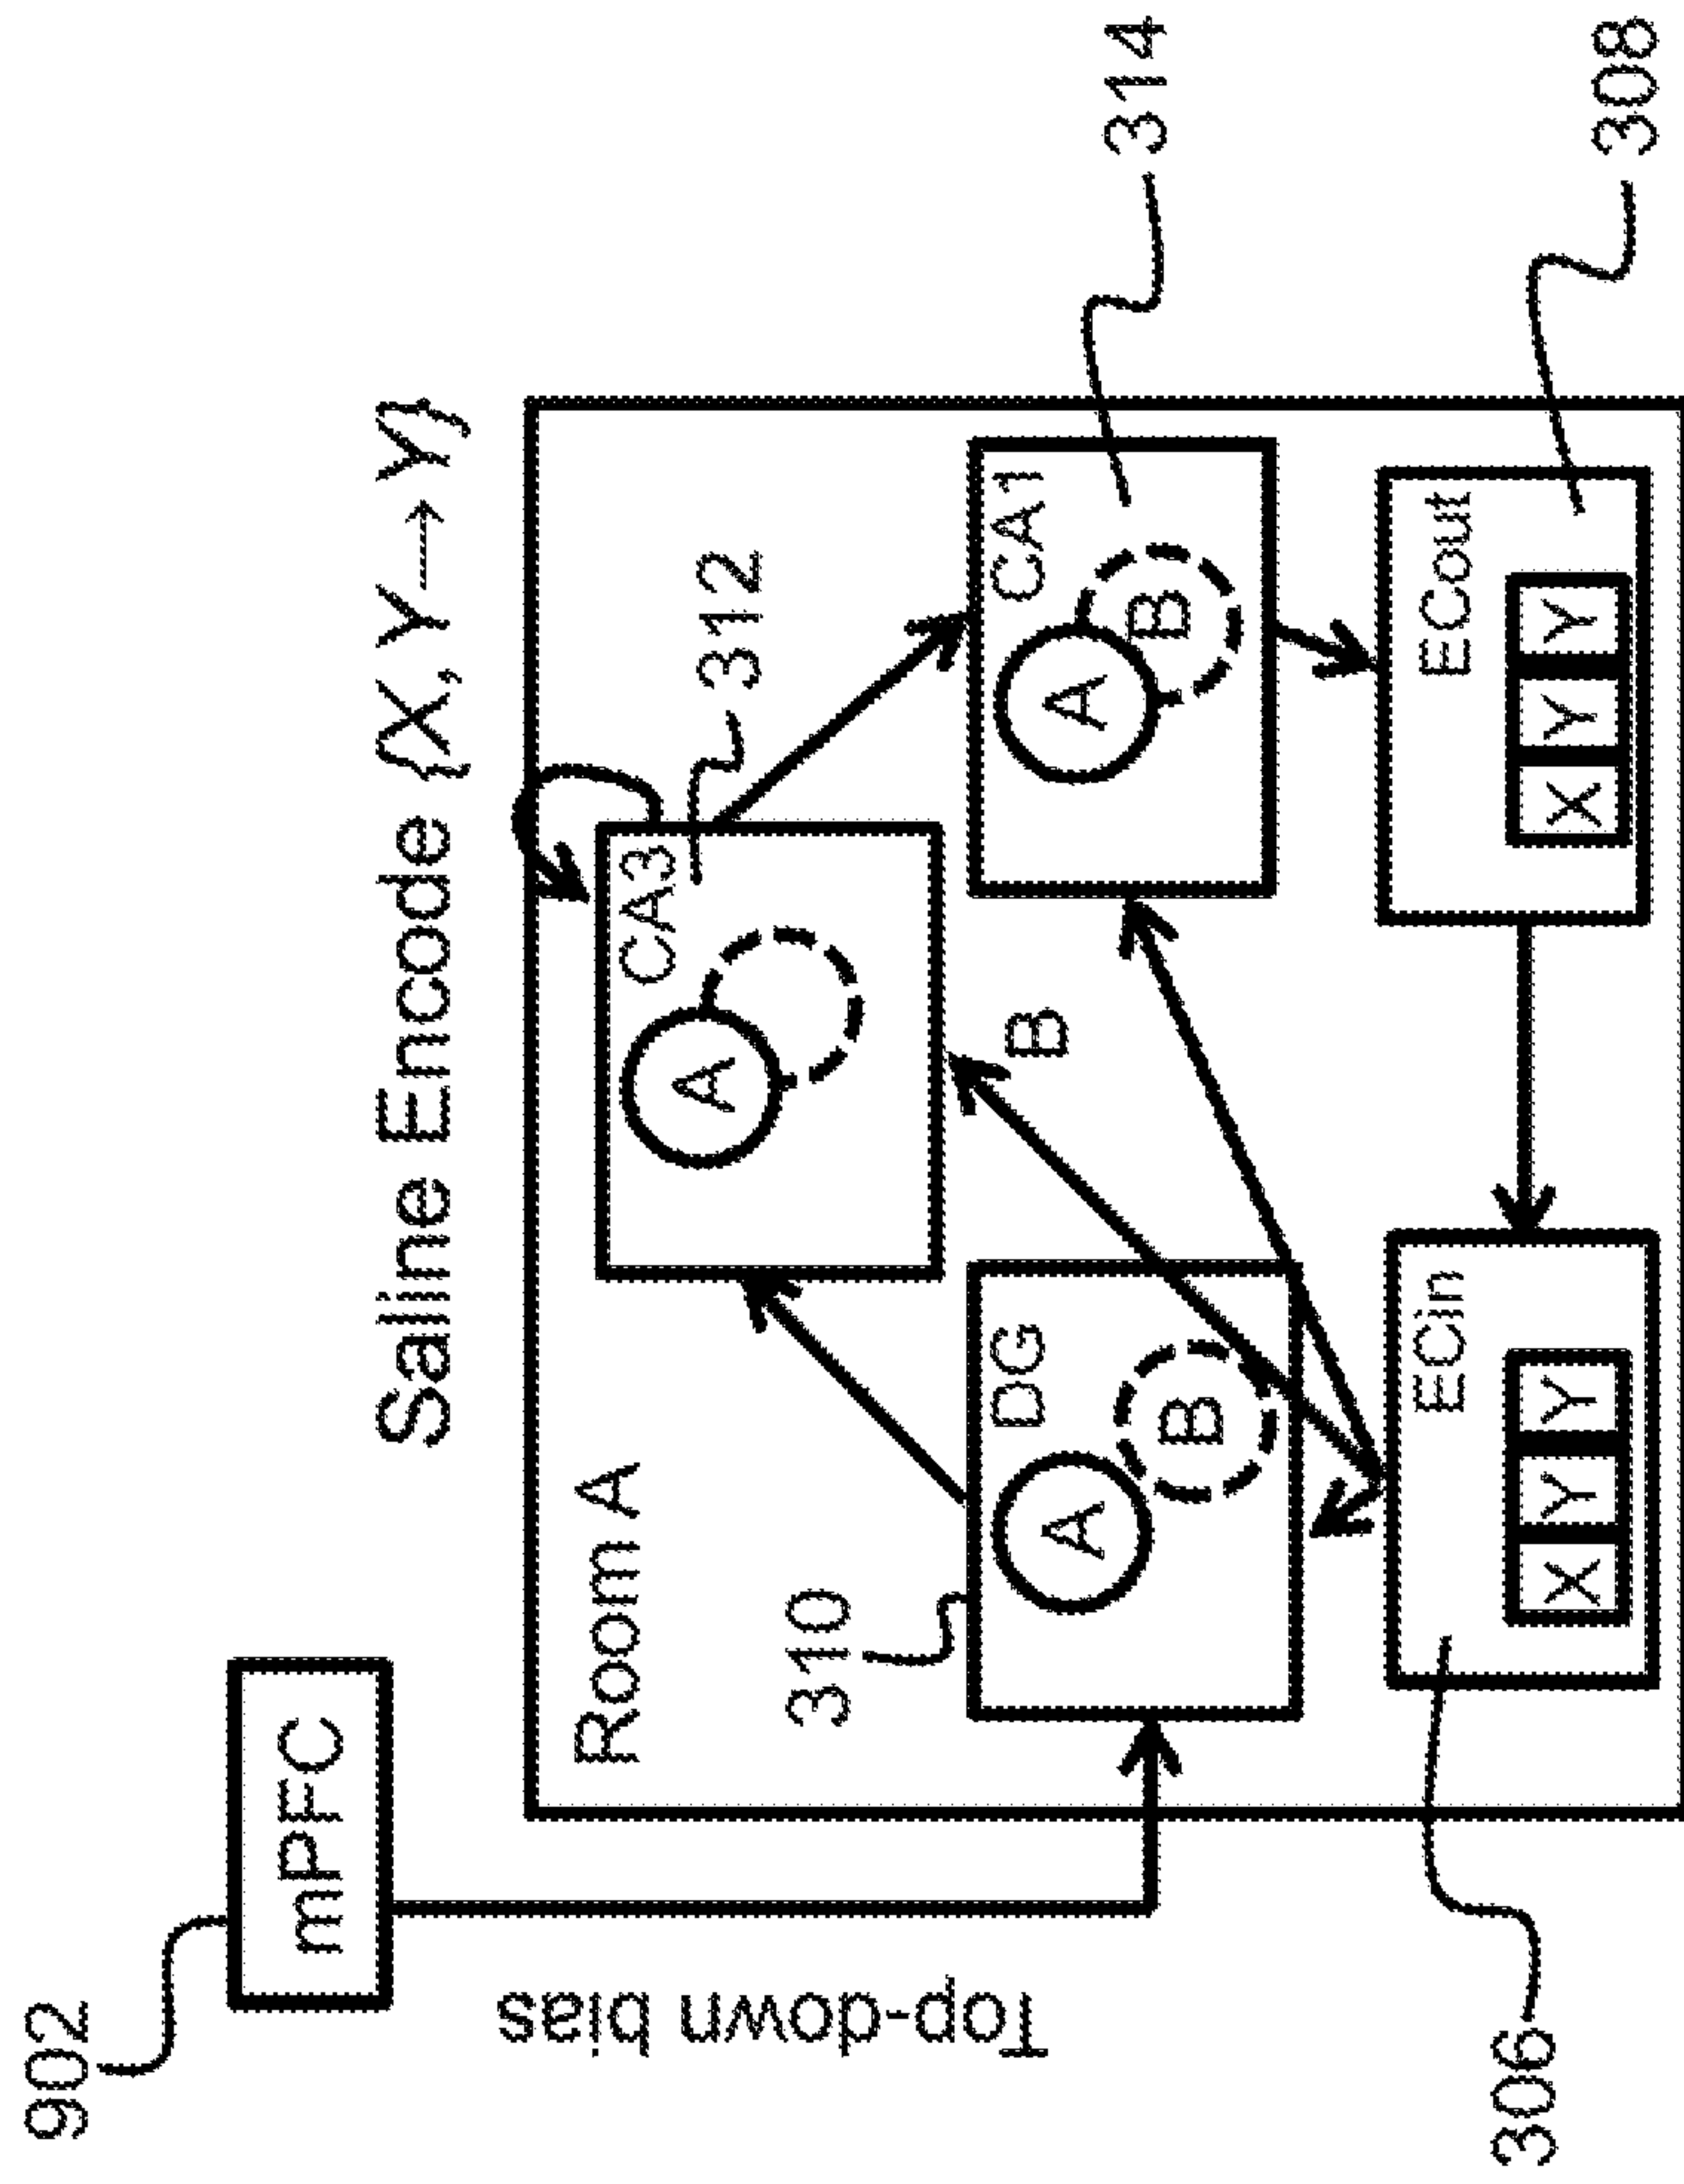 Saline Encode {X,Y→Y}
902
mPFC
Top-down bias
Room A
CA3
A
312
310
DG
A
B
B
CA1
A
B
314
ECin
X Y Y
306
ECout
X Y Y
308